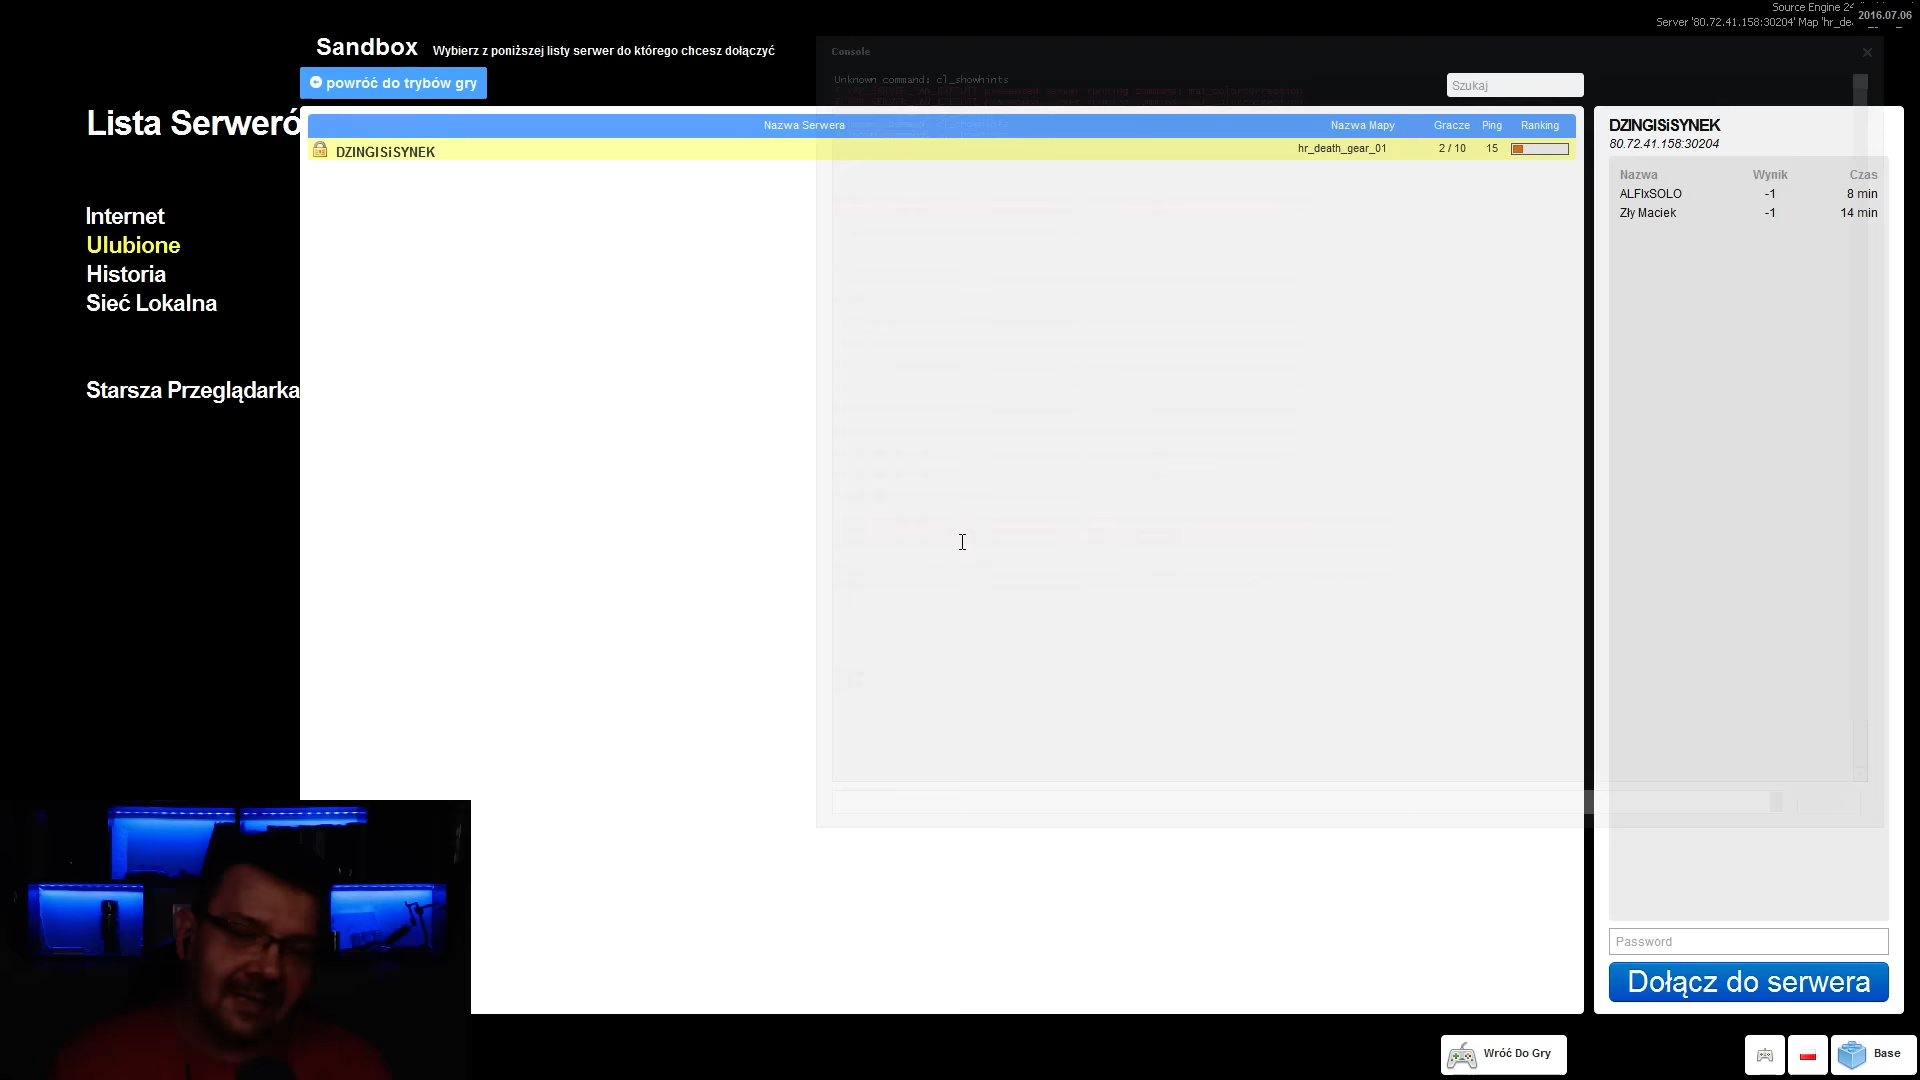 Source Engine 24
2016.07.06
Server '80.72.41.158:30204' Map 'hr_de
Sandbox Wybierz z poniższej listy serwer do którego chcesz dołączyć
powróć do trybów gry
Console
Unknown command: cl_showhints
Szukaj
Lista Serweró
Nazwa Serwera Nazwa Mapy Gracze Ping Ranking
DZINGISiSYNEK hr_death_gear_01 2 / 10 15
Internet
Ulubione
Historia
Sieć Lokalna
Starsza Przeglądarka
DZINGISiSYNEK
80.72.41.158:30204
Nazwa Wynik Czas
ALFIxSOLO -1 8 min
Zły Maciek -1 14 min
Password
Dołącz do serwera
Wróć Do Gry
Base